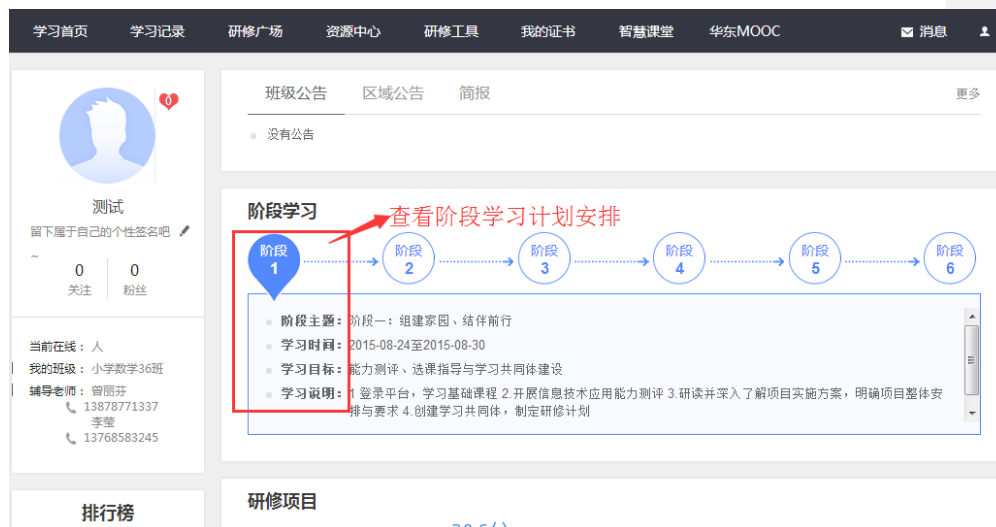 学习首页 学习记录 研修广场 资源中心 研修工具 我的证书 智慧课堂 华东MOOC 消息
0
测试
留下属于自己的个性签名吧
~
0 0
关注 粉丝
当前在线：人
我的班级：小学数学36班
辅导老师：曾丽芬
13878771337
李莹
13768583245
排行榜
班级公告 区域公告 简报 更多
没有公告
阶段学习
查看阶段学习计划安排
阶段 1 阶段 2 阶段 3 阶段 4 阶段 5 阶段 6
阶段主题：阶段一：组建家园、结伴前行
学习时间：2015-08-24至2015-08-30
学习目标：能力测评、选课指导与学习共同体建设
学习说明：1 登录平台，学习基础课程 2.开展信息技术应用能力测评 3.研读并深入了解项目实施方案，明确项目整体安
排与要求 4.创建学习共同体，制定研修计划
研修项目